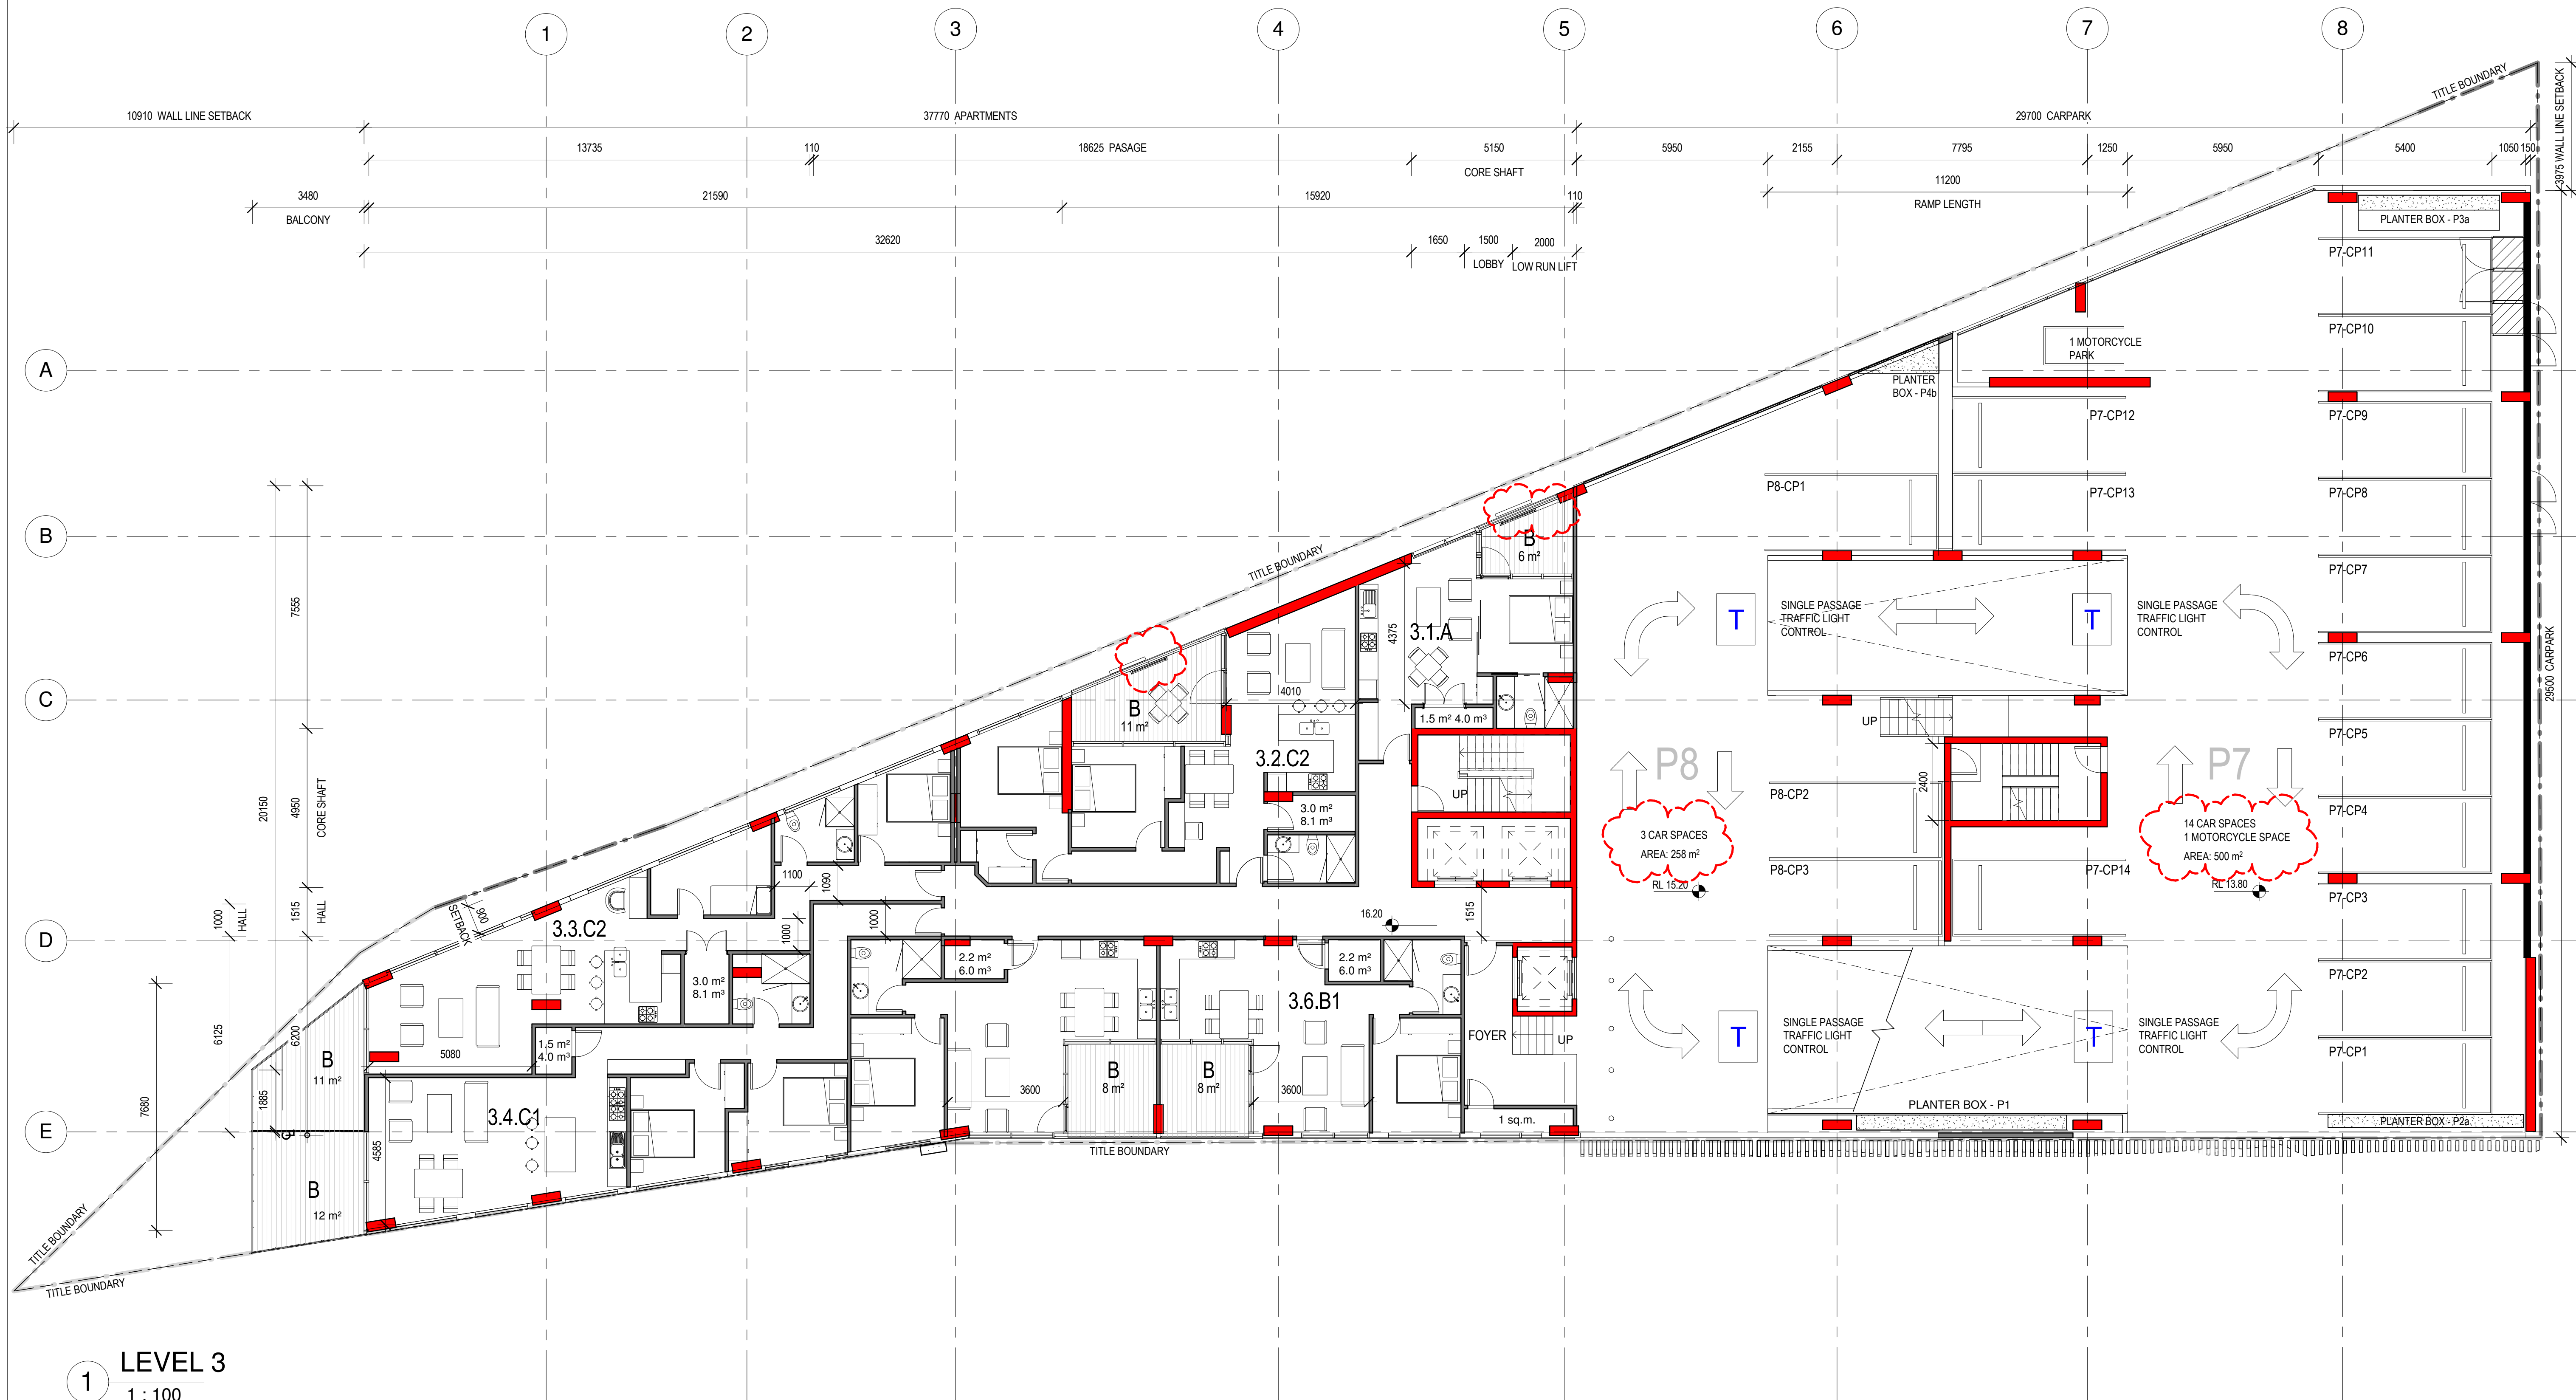 1
2
3
4
5
6
7
8
TITLE BOUNDARY
3975 WALL LINE SETBACK
10910 WALL LINE SETBACK
37770 APARTMENTS
29700 CARPARK
13735
110
18625 PASAGE
5150
5950
2155
7795
1250
5950
5400
1050
150
CORE SHAFT
3480
21590
15920
110
11200
BALCONY
RAMP LENGTH
PLANTER BOX - P3a
32620
1650
1500
2000
LOBBY
LOW RUN LIFT
P7-CP11
P7-CP10
1 MOTORCYCLE
PARK
A
PLANTER
BOX - P4b
P7-CP12
P7-CP9
P8-CP1
P7-CP13
P7-CP8
B
B
6 m²
TITLE BOUNDARY
P7-CP7
7555
SINGLE PASSAGE
TRAFFIC LIGHT
CONTROL
T
T
SINGLE PASSAGE
TRAFFIC LIGHT
CONTROL
4375
3.1.A
P7-CP6
29500 CARPARK
C
4010
B
11 m²
1.5 m² 4.0 m³
UP
P7-CP5
3.2.C2
P8
P7
UP
2400
P8-CP2
P7-CP4
20150
4950
CORE SHAFT
3.0 m²
8.1 m³
3 CAR SPACES
AREA: 258 m²
14 CAR SPACES
1 MOTORCYCLE SPACE
AREA: 500 m²
1100
1090
P8-CP3
P7-CP14
RL 15.20
RL 13.80
P7-CP3
1000
HALL
1515
HALL
900
SETBACK
3.3.C2
1000
1000
16.20
1515
D
2.2 m²
6.0 m³
2.2 m²
6.0 m³
P7-CP2
3.0 m²
8.1 m³
3.6.B1
6125
6200
SINGLE PASSAGE
TRAFFIC LIGHT
CONTROL
T
T
SINGLE PASSAGE
TRAFFIC LIGHT
CONTROL
FOYER
UP
P7-CP1
1.5 m²
4.0 m³
5080
B
11 m²
B
8 m²
B
8 m²
3600
3600
1885
7680
3.4.C1
PLANTER BOX - P1
1 sq.m.
PLANTER BOX - P2a
E
4585
TITLE BOUNDARY
B
12 m²
TITLE BOUNDARY
TITLE BOUNDARY
1
LEVEL 3
1 : 100